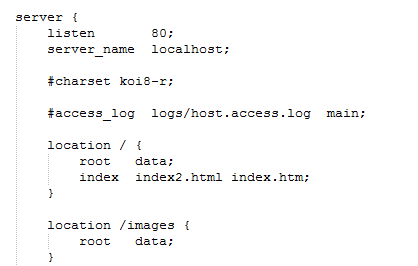 server {
    listen       80;
    server_name  localhost;

    #charset koi8-r;

    #access_log  logs/host.access.log  main;

    location / {
        root   data;
        index  index2.html index.htm;
    }

    location /images {
        root   data;
    }